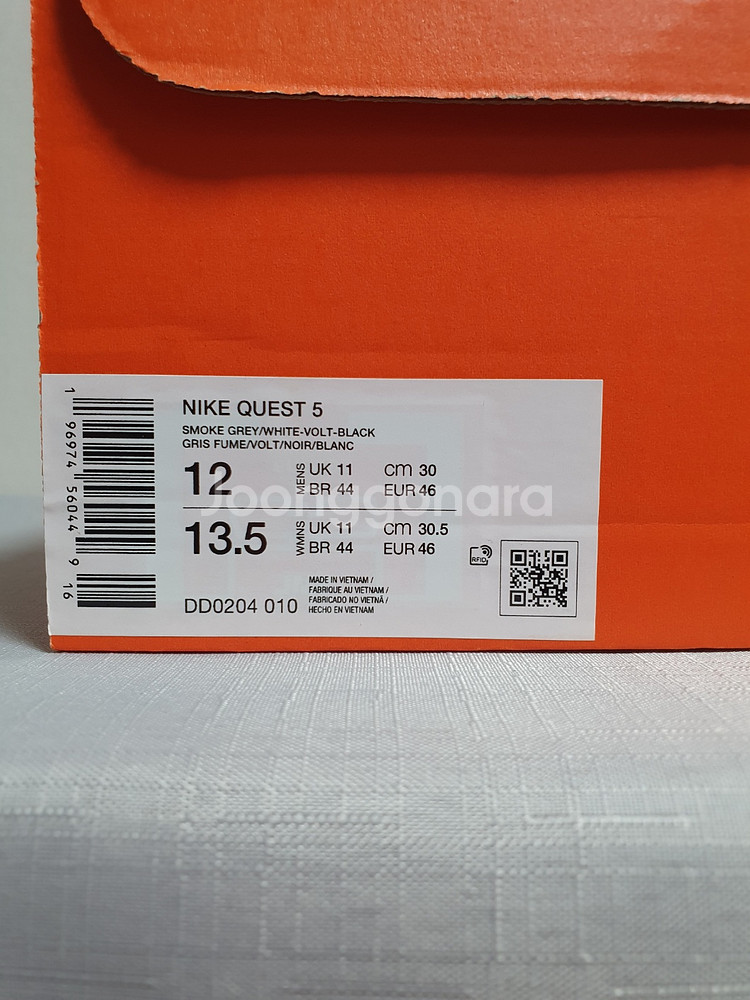 NIKE QUEST 5
SMOKE GREY/WHITE-VOLT-BLACK
GRIS FUME/VOLT/NOIR/BLANC
12 MENS UK 11 cm 30
BR 44 EUR 46
Joonggonara
13.5 WMNS UK 11 cm 30.5
BR 44 EUR 46
RFID
MADE IN VIETNAM /
FABRIQUE AU VIETNAM /
FABRICADO NO VIETNÃ /
HECHO EN VIETNAM
DD0204 010
1 96974 56044 9 16